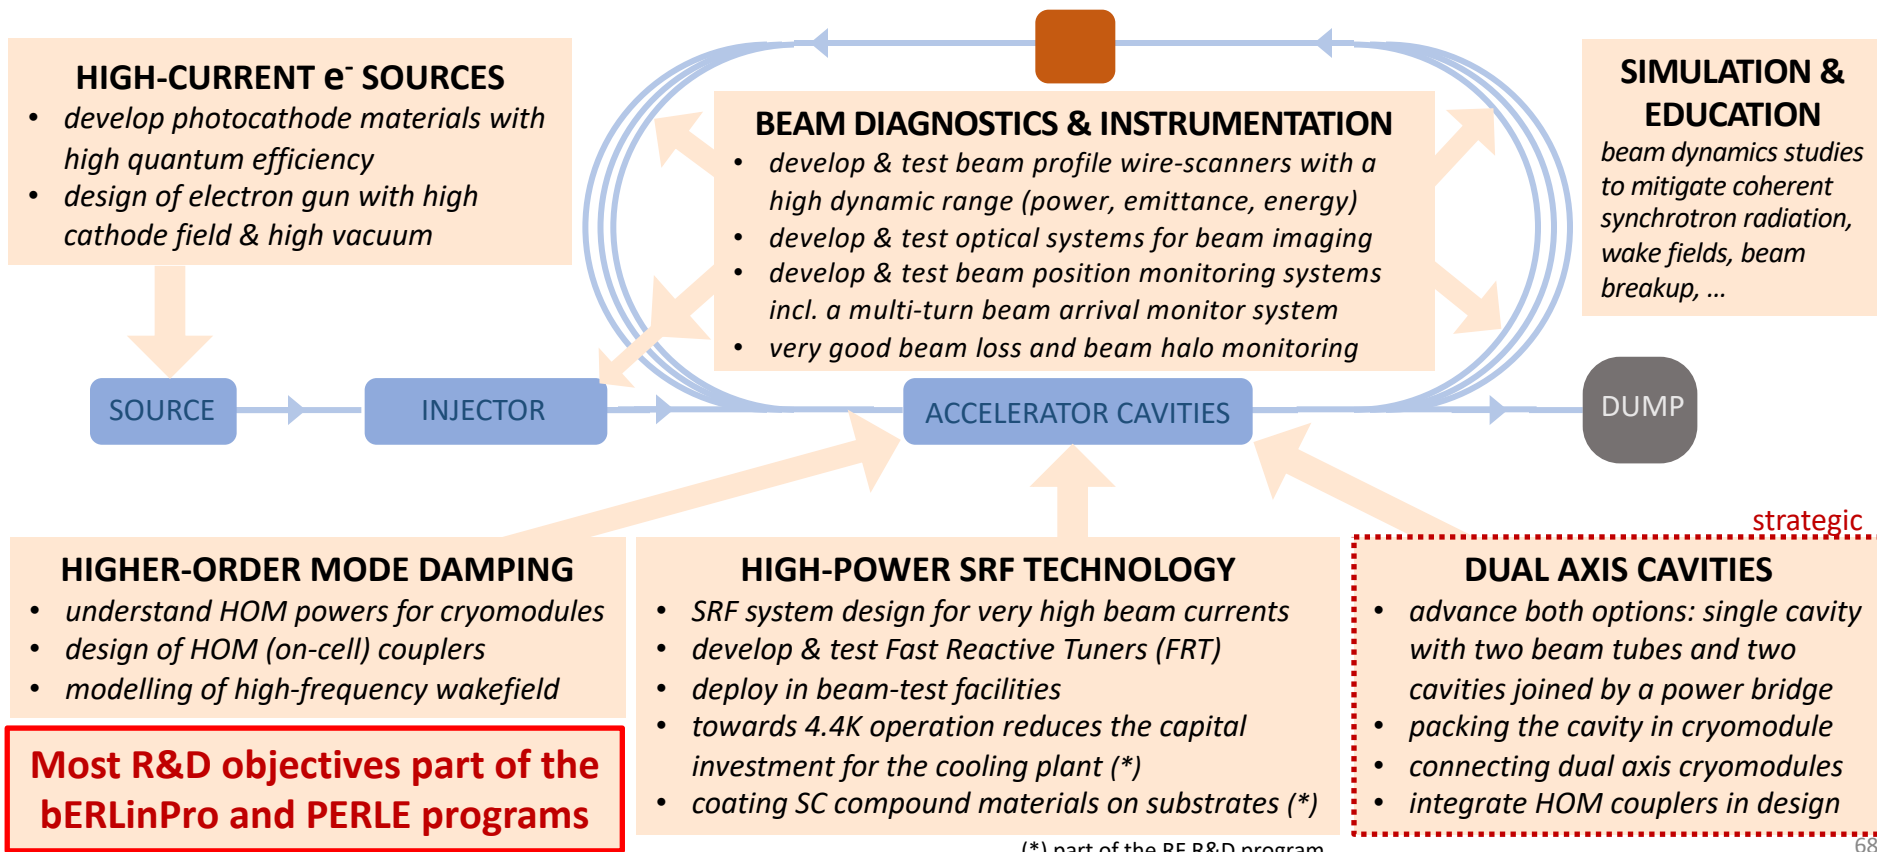 HIGH-CURRENT e⁻ SOURCES
• develop photocathode materials with
high quantum efficiency
• design of electron gun with high
cathode field & high vacuum
BEAM DIAGNOSTICS & INSTRUMENTATION
• develop & test beam profile wire-scanners with a
high dynamic range (power, emittance, energy)
• develop & test optical systems for beam imaging
• develop & test beam position monitoring systems
incl. a multi-turn beam arrival monitor system
• very good beam loss and beam halo monitoring
SIMULATION &
EDUCATION
beam dynamics studies
to mitigate coherent
synchrotron radiation,
wake fields, beam
breakup, ...
SOURCE
INJECTOR
ACCELERATOR CAVITIES
DUMP
HIGHER-ORDER MODE DAMPING
• understand HOM powers for cryomodules
• design of HOM (on-cell) couplers
• modelling of high-frequency wakefield
Most R&D objectives part of the
bERLinPro and PERLE programs
HIGH-POWER SRF TECHNOLOGY
• SRF system design for very high beam currents
• develop & test Fast Reactive Tuners (FRT)
• deploy in beam-test facilities
• towards 4.4K operation reduces the capital
investment for the cooling plant (*)
• coating SC compound materials on substrates (*)
(*) part of the RF R&D program
strategic
DUAL AXIS CAVITIES
• advance both options: single cavity
with two beam tubes and two
cavities joined by a power bridge
• packing the cavity in cryomodule
• connecting dual axis cryomodules
• integrate HOM couplers in design
68